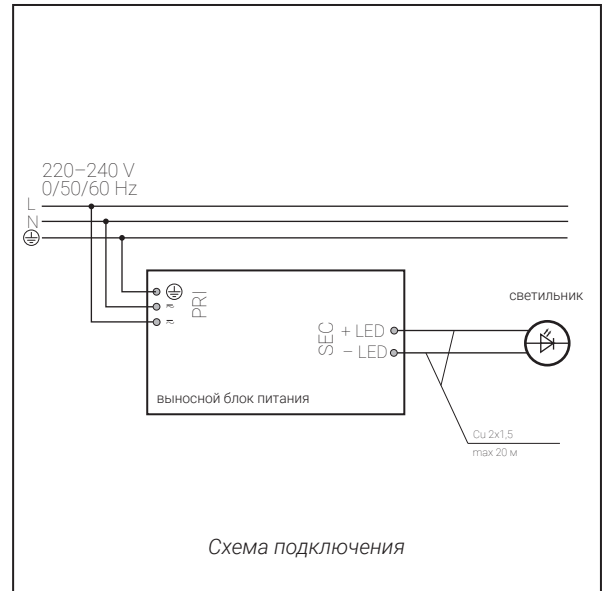 220–240 V
0/50/60 Hz
L
N
PRI
SEC
+ LED
– LED
светильник
выносной блок питания
Cu 2x1,5
max 20 м
Схема подключения